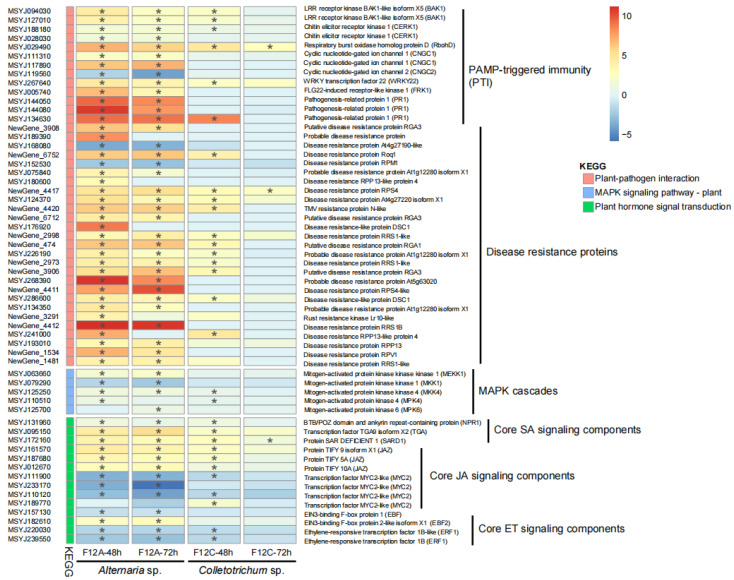 MSYJ094030 LRR receptor kinase BAK1-like isoform X5 (BAK1)
MSYJ127010 LRR receptor kinase BAK1-like isoform X5 (BAK1)
MSYJ188180 Chitin elicitor receptor kinase 1 (CERK1)
MSYJ028030 Chitin elicitor receptor kinase 1 (CERK1)
MSYJ029490 Respiratory burst oxidase homolog protein D (RbohD)
MSYJ111310 Cyclic nucleotide-gated ion channel 1 (CNGC1)
MSYJ117890 Cyclic nucleotide-gated ion channel 1 (CNGC1)
MSYJ119560 Cyclic nucleotide-gated ion channel 2 (CNGC2)
MSYJ267640 WRKY transcription factor 22 (WRKYG2)
MSYJ005740 FLG22-induced receptor-like kinase 1 (FRK1)
MSYJ144050 Pathogenesis-related protein 1 (PR1)
MSYJ144080 Pathogenesis-related protein 1 (PR1)
MSYJ134630 Pathogenesis-related protein 1 (PR1)
PAMP-triggered immunity
(PTI)
NewGene_3908 Putative disease resistance protein RGA3
MSYJ189390 Probable disease resistance protein
MSYJ168080 Disease resistance protein At4g27190-like
NewGene_6752 Disease resistance protein Roq1
MSYJ152530 Disease resistance protein RPM1
MSYJ075840 Probable disease resistance protein At1g12280 isoform X1
MSYJ180600 Disease resistance RPP13-like protein 4
NewGene_4417 Disease resistance protein RPS4
MSYJ124370 Disease resistance protein At4g27220 isoform X1
NewGene_4420 TMV resistance protein N-like
NewGene_6712 Putative disease resistance protein RGA3
MSYJ176920 Disease resistance-like protein DSC1
NewGene_2998 Disease resistance protein RRS1-like
NewGene_474 Putative disease resistance protein RGA1
MSYJ226190 Probable disease resistance protein At1g12280 isoform X1
NewGene_2973 Disease resistance protein RRS1-like
NewGene_3906 Putative disease resistance protein RGA3
MSYJ268390 Probable disease resistance protein At5g63020
NewGene_4411 Disease resistance protein RPS4-like
MSYJ286600 Disease resistance-like protein DSC1
MSYJ134350 Probable disease resistance protein At1g12280 isoform X1
NewGene_3291 Rust resistance kinase Lr10-like
NewGene_4412 Disease resistance protein RRS1B
MSYJ241000 Disease resistance RPP13-like protein 4
MSYJ193010 Disease resistance protein RPP13
NewGene_1534 Disease resistance protein RPV1
NewGene_1481 Disease resistance protein RRS1-like
Disease resistance proteins
MSYJ063660 Mitogen-activated protein kinase kinase kinase 1 (MEKK1)
MSYJ079290 Mitogen-activated protein kinase kinase 1 (MKK1)
MSYJ125250 Mitogen-activated protein kinase kinase 4 (MKK4)
MSYJ110510 Mitogen-activated protein kinase 4 (MPK4)
MSYJ125700 Mitogen-activated protein kinase 6 (MPK6)
MAPK cascades
MSYJ131960 BTB/POZ domain and ankyrin repeat-containing protein (NPR1)
MSYJ095150 Transcription factor TGA9 isoform X2 (TGA)
MSYJ172160 Protein SAR DEFICIENT 1 (SARD1)
Core SA signaling components
MSYJ161570 Protein TIFY 9 isoform X1 (JAZ)
MSYJ187680 Protein TIFY 5A (JAZ)
MSYJ012670 Protein TIFY 10A (JAZ)
MSYJ111900 Transcription factor MYC2-like (MYC2)
MSYJ233170 Transcription factor MYC2-like (MYC2)
MSYJ110120 Transcription factor MYC2-like (MYC2)
MSYJ189770 Transcription factor MYC2-like (MYC2)
Core JA signaling components
MSYJ157130 EIN3-binding F-box protein 1 (EBF)
MSYJ182610 EIN3-binding F-box protein 2-like isoform X1 (EBF2)
MSYJ220030 Ethylene-responsive transcription factor 1B-like (ERF1)
MSYJ239550 Ethylene-responsive transcription factor 1B (ERF1)
Core ET signaling components
KEGG F12A-48h F12A-72h F12C-48h F12C-72h
Alternaria sp. Colletotrichum sp.
10
5
0
−5
KEGG
Plant-pathogen interaction
MAPK signaling pathway - plant
Plant hormone signal transduction